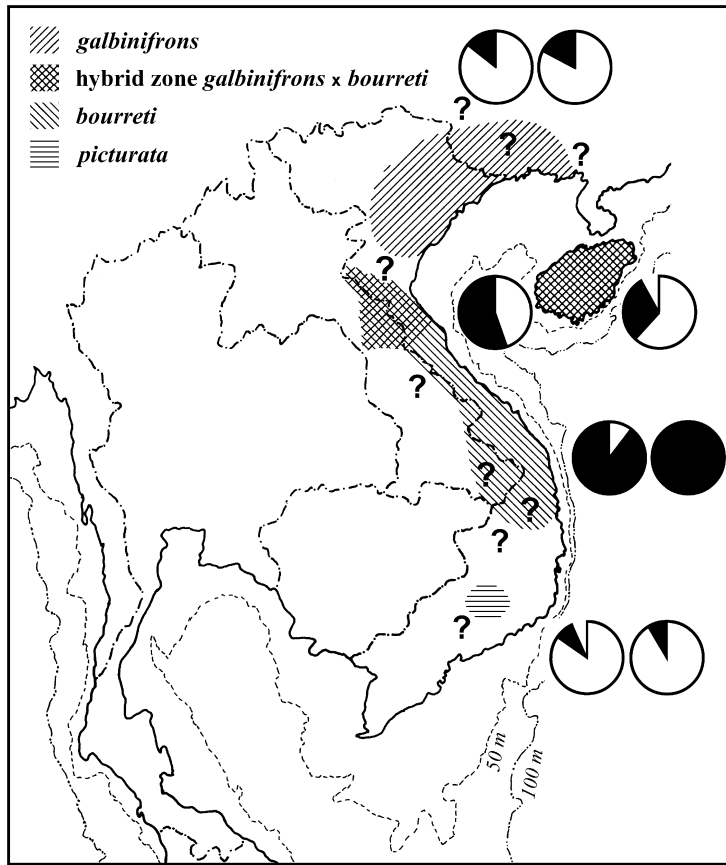 galbinifrons
hybrid zone galbinifrons x bourreti
bourreti
picturata
?
?
?
?
?
?
?
?
?
50 m
100 m